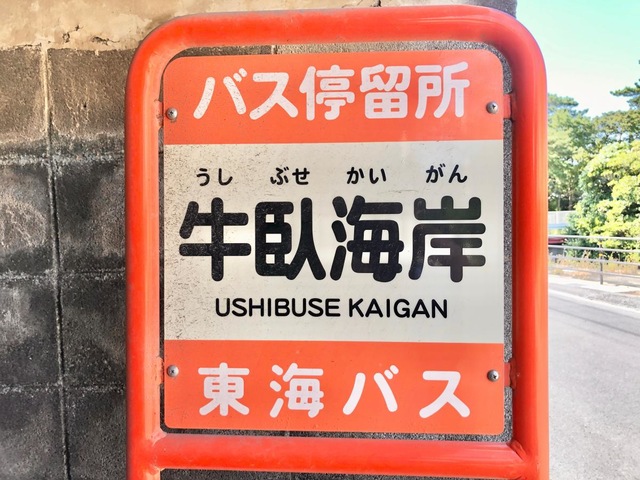 バス停留所
うし ぶせ かい がん
牛臥海岸
USHIBUSE KAIGAN
東海バス